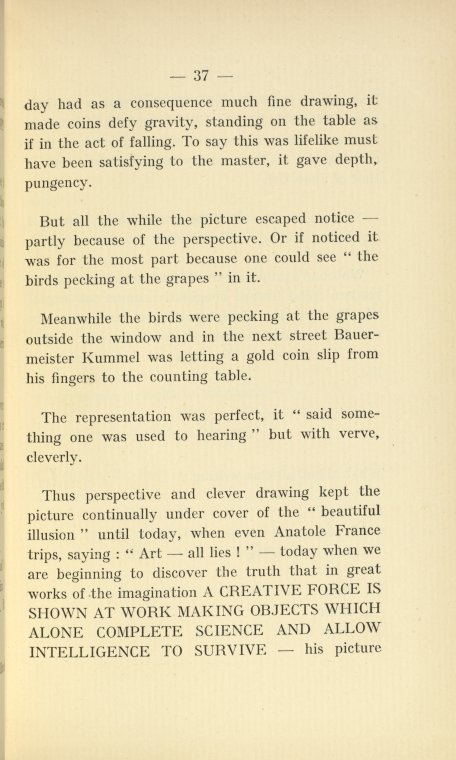 — 37 —
day had as a consequence much fine drawing, it
made coins defy gravity, standing on the table as
if in the act of falling. To say this was lifelike must
have been satisfying to the master, it gave depth,
pungency.
But all the while the picture escaped notice —
partly because of the perspective. Or if noticed it
was for the most part because one could see “ the
birds pecking at the grapes ” in it.
Meanwhile the birds were pecking at the grapes
outside the window and in the next street Bauer-
meister Kummel was letting a gold coin slip from
his fingers to the counting table.
The representation was perfect, it “ said some-
thing one was used to hearing ” but with verve,
cleverly.
Thus perspective and clever drawing kept the
picture continually under cover of the “ beautiful
illusion ” until today, when even Anatole France
trips, saying : “ Art — all lies ! ” — today when we
are beginning to discover the truth that in great
works of the imagination A CREATIVE FORCE IS
SHOWN AT WORK MAKING OBJECTS WHICH
ALONE COMPLETE SCIENCE AND ALLOW
INTELLIGENCE TO SURVIVE — his picture